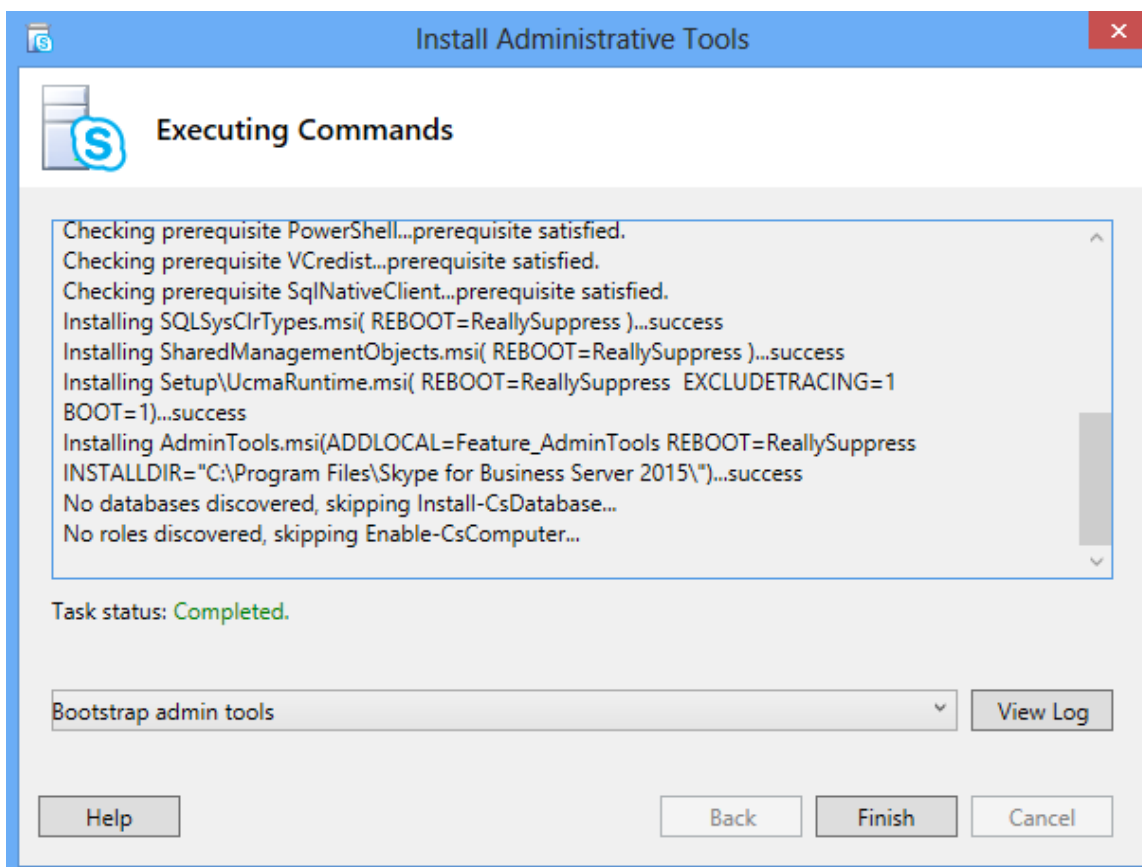 Install Administrative Tools
Executing Commands
Checking prerequisite PowerShell...prerequisite satisfied.
Checking prerequisite VCredist...prerequisite satisfied.
Checking prerequisite SqlNativeClient...prerequisite satisfied.
Installing SQLSysClrTypes.msi( REBOOT=ReallySuppress )...success
Installing SharedManagementObjects.msi( REBOOT=ReallySuppress )...success
Installing Setup\UcmaRuntime.msi( REBOOT=ReallySuppress  EXCLUDETRACING=1
BOOT=1)...success
Installing AdminTools.msi(ADDLOCAL=Feature_AdminTools REBOOT=ReallySuppress
INSTALLDIR="C:\Program Files\Skype for Business Server 2015\")...success
No databases discovered, skipping Install-CsDatabase...
No roles discovered, skipping Enable-CsComputer...
Task status: Completed.
Bootstrap admin tools
View Log
Help
Back
Finish
Cancel